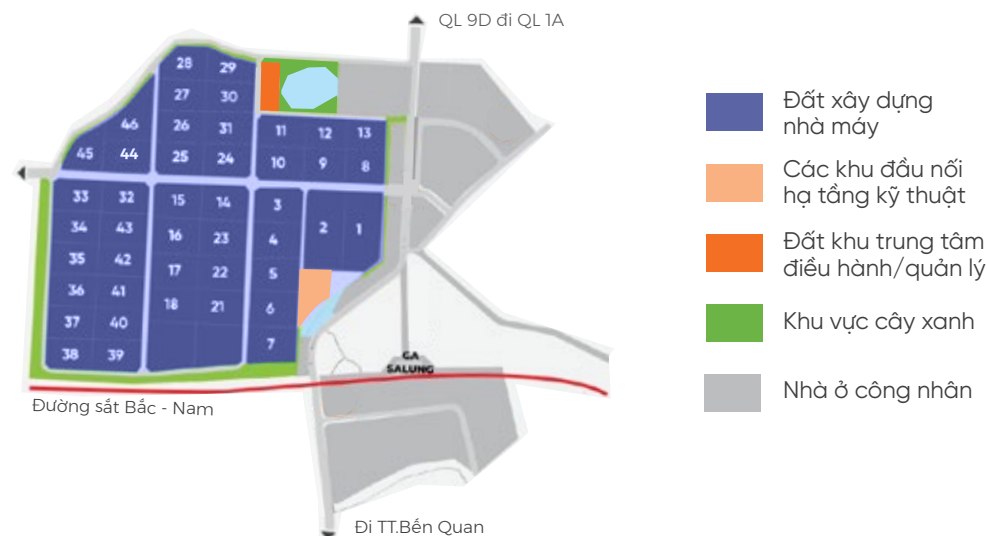 QL 9D đi QL 1A
28 29
27 30
46 26 31 11 12 13
45 44 25 24 10 9 8
33 32 15 14 3
34 43 16 23 4 2 1
35 42 17 22 5
36 41 18 21 6
37 40 7
38 39
GA
SALUNG
Đường sắt Bắc - Nam
Đi TT.Bến Quan
Đất xây dựng
nhà máy
Các khu đầu nối
hạ tầng kỹ thuật
Đất khu trung tâm
điều hành/quản lý
Khu vực cây xanh
Nhà ở công nhân